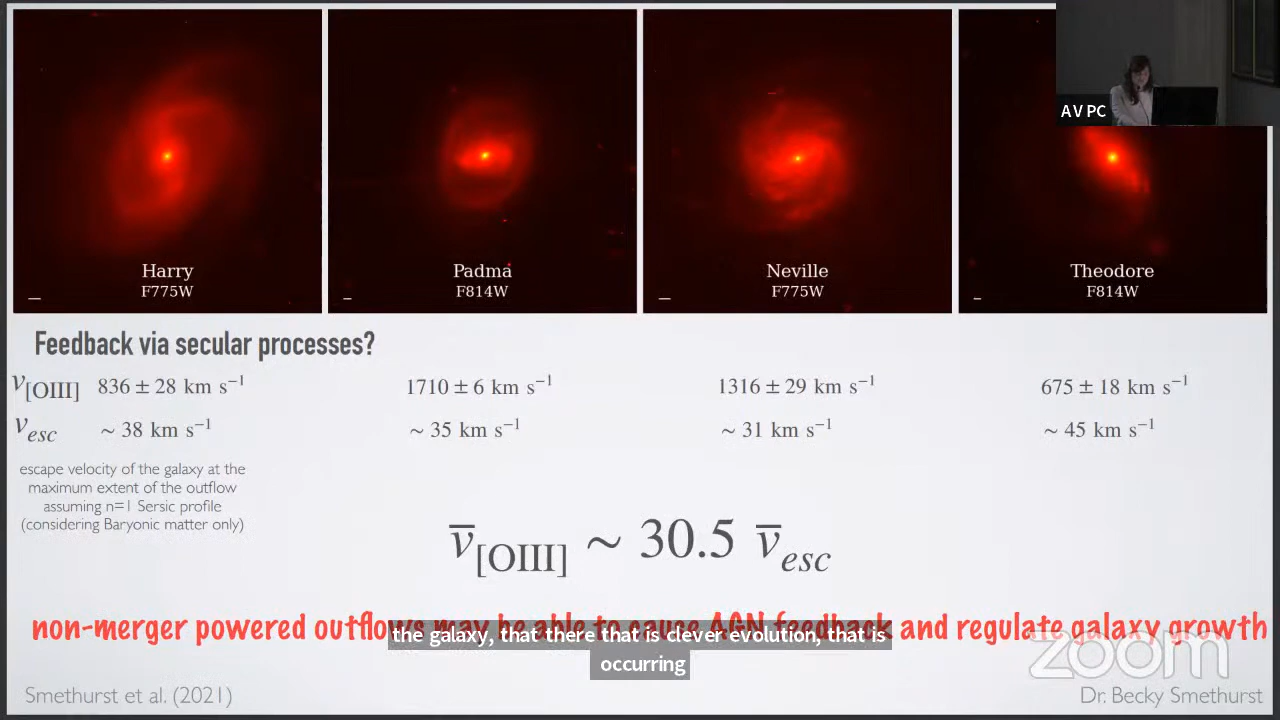 AV PC
Harry
F775W
Padma
F814W
Neville
F775W
Theodore
F814W
Feedback via secular processes?
v[OIII] 836 ± 28 km s⁻¹ 1710 ± 6 km s⁻¹ 1316 ± 29 km s⁻¹ 675 ± 18 km s⁻¹
vesc ~ 38 km s⁻¹ ~ 35 km s⁻¹ ~ 31 km s⁻¹ ~ 45 km s⁻¹
escape velocity of the galaxy at the
maximum extent of the outflow
assuming n=1 Sersic profile
(considering Baryonic matter only)
v̅[OIII] ~ 30.5 v̅esc
non-merger powered outflows may be able to cause AGN feedback and regulate galaxy growth
the galaxy, that there that is clever evolution, that is
occurring
zoom
Smethurst et al. (2021)
Dr. Becky Smethurst